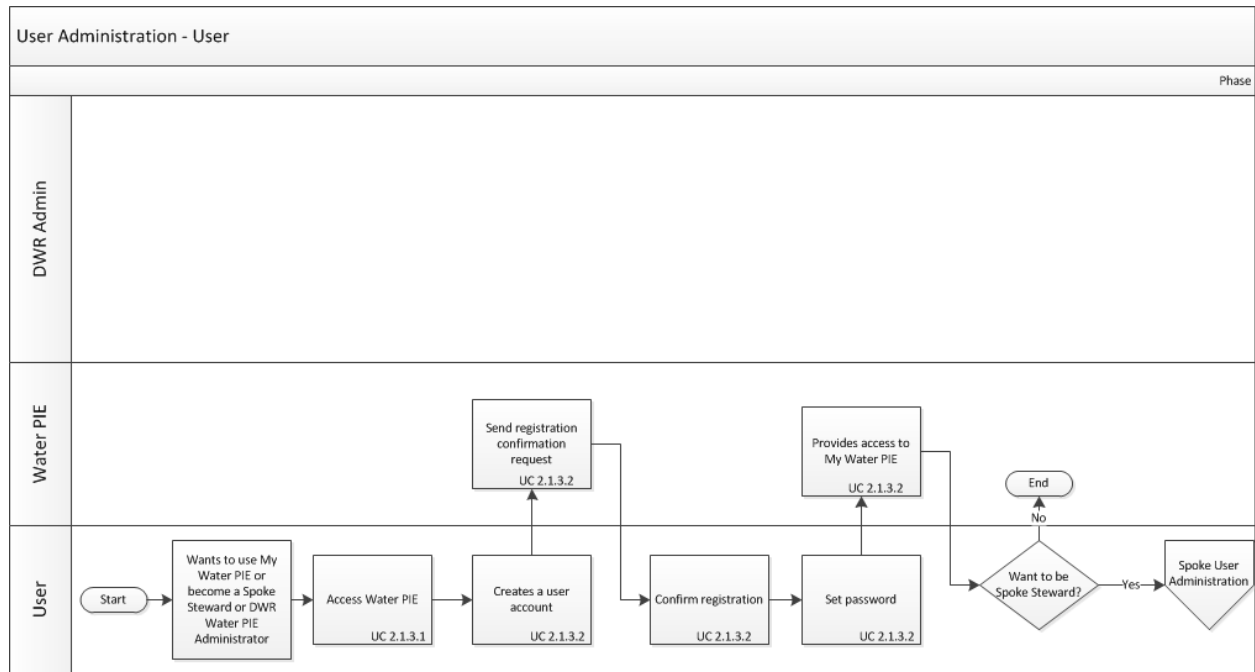 User Administration - User
Phase
DWR Admin
Water PIE
Send registration
confirmation
request
UC 2.1.3.2
Provides access to
My Water PIE
UC 2.1.3.2
End
No
User
Start
Wants to use My
Water PIE or
become a Spoke
Steward or DWR
Water PIE
Administrator
Access Water PIE
UC 2.1.3.1
Creates a user
account
UC 2.1.3.2
Confirm registration
UC 2.1.3.2
Set password
UC 2.1.3.2
Want to be
Spoke Steward?
Yes
Spoke User
Administration